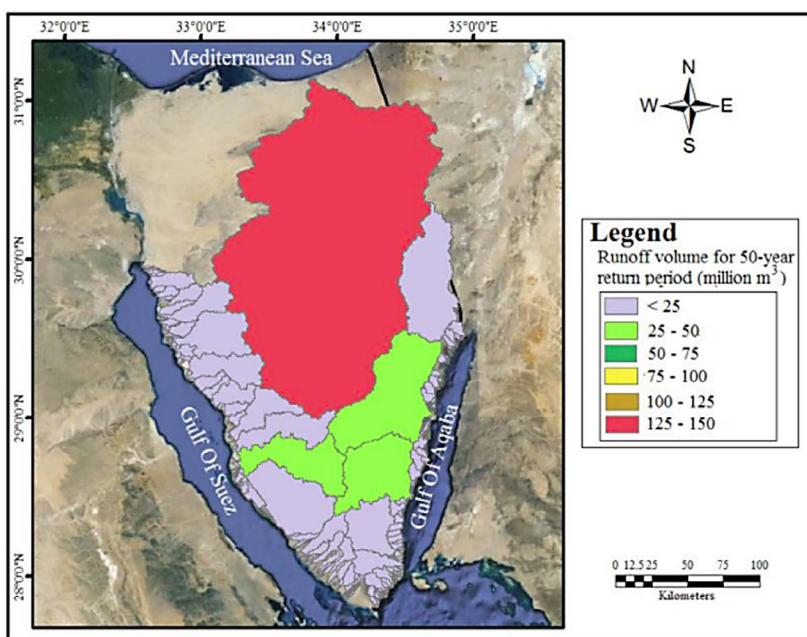 32°0'0"E 33°0'0"E 34°0'0"E 35°0'0"E
Mediterranean Sea
31°0'0"N
30°0'0"N
29°0'0"N
28°0'0"N
Gulf Of Suez
Gulf Of Aqaba
N
W E
S
Legend
Runoff volume for 50-year
return period (million m³)
< 25
25 - 50
50 - 75
75 - 100
100 - 125
125 - 150
0 12.5 25 50 75 100
Kilometers